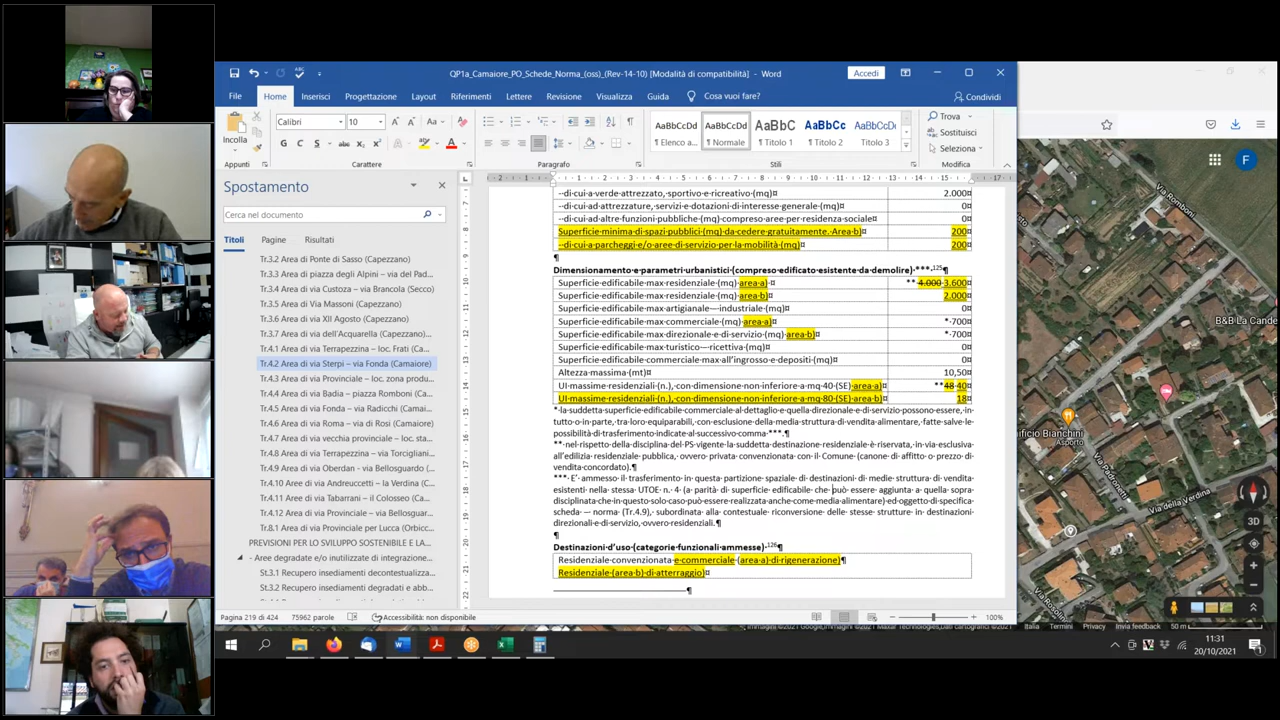 QP1a_Camaiore_PO_Schede_Norma_(oss)_(Rev-14-10) [Modalità di compatibilità] - Word
Accedi
File Home Inserisci Progettazione Layout Riferimenti Lettere Revisione Visualizza Guida Cosa vuoi fare? Condividi
Incolla
Calibri 10
AaBbCcDd AaBbCcDd AaBbC AaBbCc AaBbCcDc
¶ Elenco a... ¶ Normale ¶ Titolo 1 ¶ Titolo 2 Titolo 3
Trova
Sostituisci
Seleziona
Appunti Carattere Paragrafo Stili Modifica
Spostamento
Cerca nel documento
Titoli Pagine Risultati
Tr.3.2 Area di Ponte di Sasso (Capezzano)
Tr.3.3 Area di piazza degli Alpini – via del Pad...
Tr.3.4 Custoza – via Brancola (Secco)
Tr.3.5 Via Massoni (Capezzano)
Tr.3.6 Area di XII Agosto (Capezzano)
Tr.3.7 Area di via dell'Acquarella (Capezzano)...
Tr.4.1 Area di via Terrapezzina – loc. Frati (Ca...
Tr.4.2 Area di via Sterpi – via Fonda (Camaiore)
Tr.4.3 Area di via Provinciale – loc. zona produ...
Tr.4.4 Area di via Badia – piazza Romboni (Ca...
Tr.4.5 Area di via Fonda – via Radicchi (Camai...
Tr.4.6 Area di via Roma – via di Rosi (Camaiore)
Tr.4.7 Area di via vecchia provinciale – loc. sta...
Tr.4.8 Area di via Terrapezzina – via Torcigliani...
Tr.4.9 Area di via Oberdan - via Bellosguardo (...
Tr.4.10 Area di via Andreuccetti – la Verdina (C...
Tr.4.11 Area di via Tabarrani – il Colosseo (Ca...
Tr.4.12 Area di via Provinciale – via Bellosguar...
Tr.8.1 Area di via Provinciale per Lucca (Orbicc...
PREVISIONI PER LO SVILUPPO SOSTENIBILE E LA...
- Aree degradate e/o inutilizzate di integrazione...
St.3.1 Recupero insediamenti decontestualizza...
St.3.2 Recupero insediamenti degradati e abb...
--di cui a verde attrezzato, sportivo e ricreativo (mq) 2.000
--di cui ad attrezzature, servizi e dotazioni di interesse generale (mq) 0
--di cui ad altre funzioni pubbliche (mq) compreso aree per residenza sociale 0
Superficie minima di spazi pubblici (mq) da cedere gratuitamente. Area b) 200
--di cui a parcheggi e/o aree di servizio per la mobilità (mq) 200
¶
Dimensionamento e parametri urbanistici (compreso edificato esistente da demolire) *** 125¶
Superficie edificabile max residenziale (mq) area a) ** 4.000 3.600
Superficie edificabile max residenziale (mq) area b) 2.000
Superficie edificabile max artigianale – industriale (mq) 0
Superficie edificabile max commerciale (mq) area a) * 700
Superficie edificabile max direzionale e di servizio (mq) area b) * 700
Superficie edificabile max turistico – ricettiva (mq) 0
Superficie edificabile commerciale max all'ingrosso e depositi (mq) 0
Altezza massima (mt) 10,50
UI massime residenziali (n.), con dimensione non inferiore a mq 40 (SE) area a) **48 40
UI massime residenziali (n.), con dimensione non inferiore a mq 80 (SE) area b) 18
* la suddetta superficie edificabile commerciale al dettaglio e quella direzionale e di servizio possono essere, in
tutto o in parte, tra loro equiparabili, con esclusione della media struttura di vendita alimentare, fatte salve le
possibilità di trasferimento indicate al successivo comma ***.¶
** nel rispetto della disciplina del PS vigente la suddetta destinazione residenziale è riservata, in via esclusiva
all'edilizia residenziale pubblica, ovvero privata convenzionata con il Comune (canone di affitto o prezzo di
vendita concordato).¶
*** E' ammesso il trasferimento in questa partizione spaziale di destinazioni di medie struttura di vendita
esistenti nella stessa UTOE n. 4 (a parità di superficie edificabile che può essere aggiunta a quella sopra
disciplinata che in questo solo caso può essere realizzata anche come media alimentare) ed oggetto di specifica
scheda – norma (Tr.4.9), subordinata alla contestuale riconversione delle stesse strutture in destinazioni
direzionali e di servizio, ovvero residenziali.¶
¶
Destinazioni d'uso (categorie funzionali ammesse) 126¶
Residenziale convenzionata e commerciale (area a) di rigenerazione)¶
Residenziale (area b) di atterraggio)
¶
Pagina 219 di 424 75962 parole Accessibilità: non disponibile 100%
F
Via Romboni
B&B La Cande
Opificio Bianchini
Asporto
Via Padronetti
Via della Verdina
3D
Italia Termini Privacy Invia feedback 50 m
11:31
20/10/2021